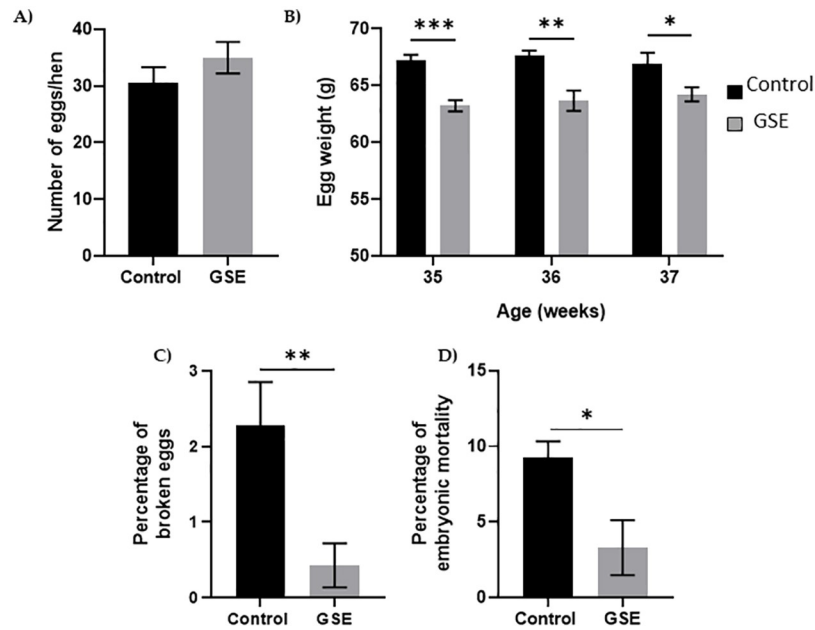 A)
Number of eggs/hen
40
30
20
10
0
Control
GSE
B)
Egg weight (g)
70
65
60
55
50
***
**
*
35
36
37
Age (weeks)
Control
GSE
C)
Percentage of
broken eggs
3
2
1
0
**
Control
GSE
D)
Percentage of
embryonic mortality
15
10
5
0
*
Control
GSE